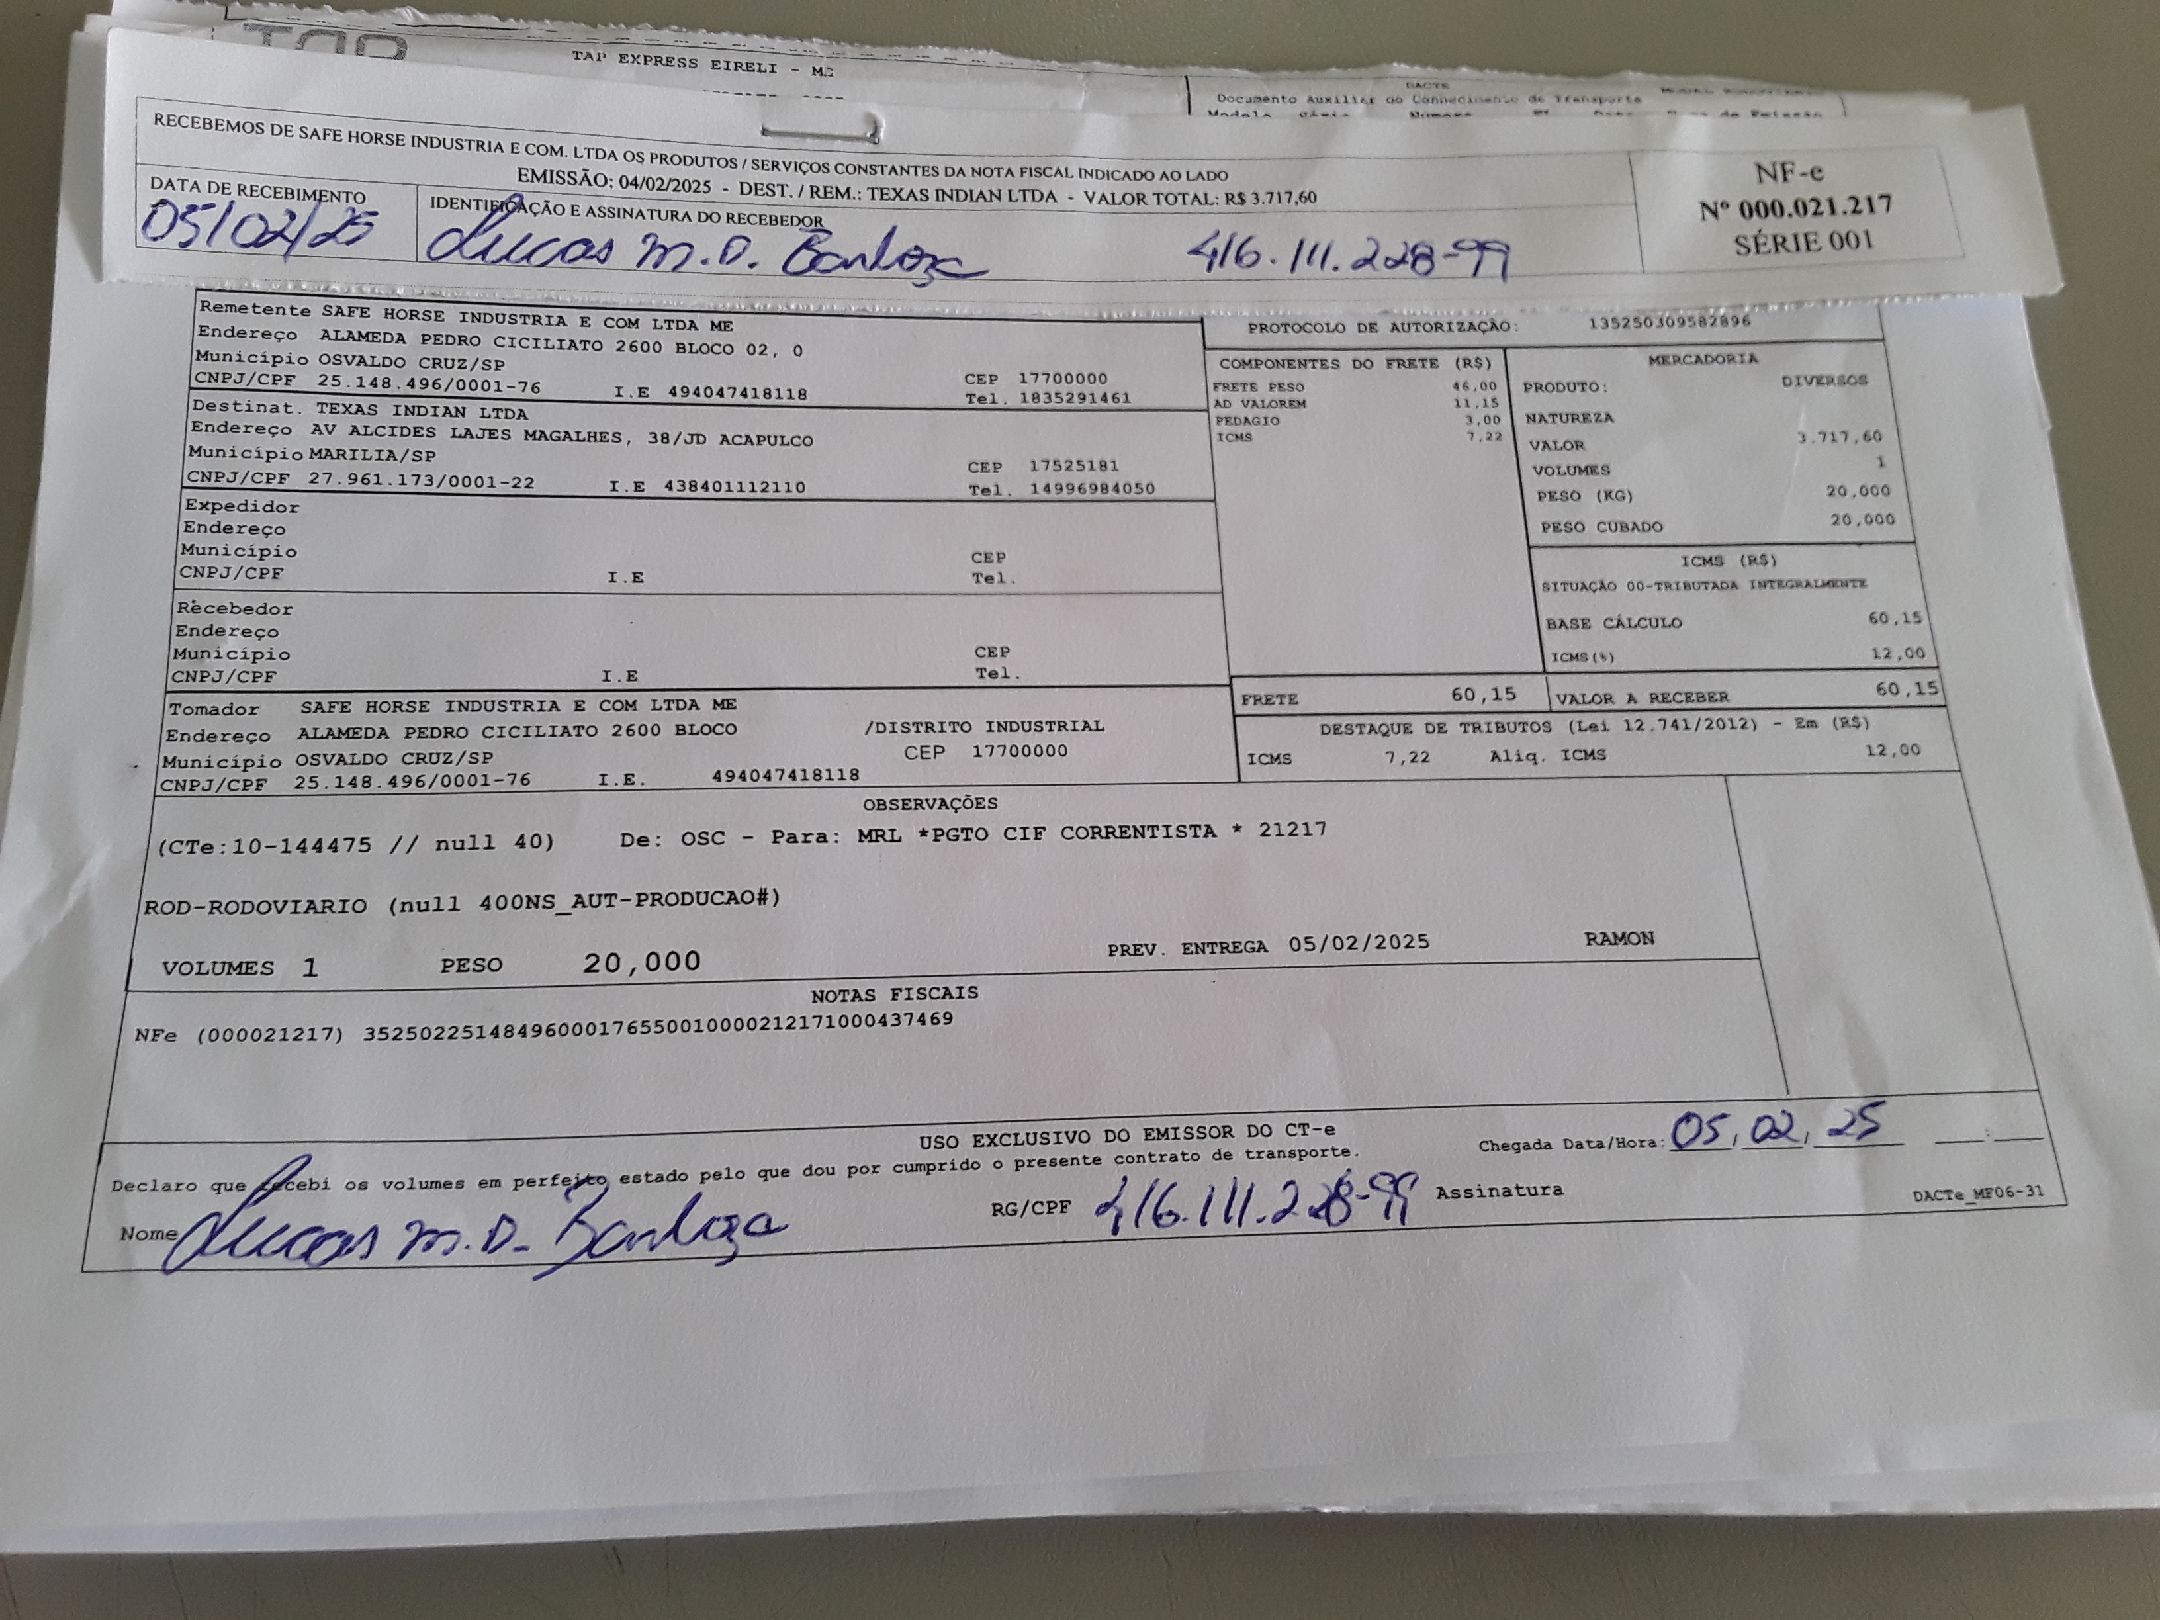 TAP
TAP EXPRESS EIRELI -
DACTE
Documento Auxiliar do Conhecimento de Transporte
RECEBEMOS DE SAFE HORSE INDUSTRIA E COM. LTDA OS PRODUTOS / SERVIÇOS CONSTANTES DA NOTA FISCAL INDICADO AO LADO
EMISSÃO: 04/02/2025 - DEST. / REM.: TEXAS INDIAN LTDA - VALOR TOTAL: R$ 3.717,60
NF-e
Nº 000.021.217
SÉRIE 001
DATA DE RECEBIMENTO
05/02/25
IDENTIFICAÇÃO E ASSINATURA DO RECEBEDOR
Lucas M.D. Barboza 416.111.228-99
Remetente SAFE HORSE INDUSTRIA E COM LTDA ME
Endereço ALAMEDA PEDRO CICILIATO 2600 BLOCO 02, 0
Município OSVALDO CRUZ/SP CEP 17700000
CNPJ/CPF 25.148.496/0001-76 I.E 494047418118 Tel. 1835291461
Destinat. TEXAS INDIAN LTDA
Endereço AV ALCIDES LAJES MAGALHES, 38/JD ACAPULCO
Município MARILIA/SP CEP 17525181
CNPJ/CPF 27.961.173/0001-22 I.E 438401112110 Tel. 14996984050
Expedidor
Endereço
Município CEP
CNPJ/CPF I.E Tel.
Recebedor
Endereço
Município CEP
CNPJ/CPF I.E Tel.
Tomador SAFE HORSE INDUSTRIA E COM LTDA ME
Endereço ALAMEDA PEDRO CICILIATO 2600 BLOCO /DISTRITO INDUSTRIAL
Município OSVALDO CRUZ/SP CEP 17700000
CNPJ/CPF 25.148.496/0001-76 I.E. 494047418118
PROTOCOLO DE AUTORIZAÇÃO: 135250309582896
COMPONENTES DO FRETE (R$)
FRETE PESO 46,00
AD VALOREM 11,15
PEDAGIO 3,00
ICMS 7,22
MERCADORIA
PRODUTO: DIVERSOS
NATUREZA
VALOR 3.717,60
VOLUMES 1
PESO (KG) 20,000
PESO CUBADO 20,000
ICMS (R$)
SITUAÇÃO 00-TRIBUTADA INTEGRALMENTE
BASE CÁLCULO 60,15
ICMS(%) 12,00
FRETE 60,15 VALOR A RECEBER 60,15
DESTAQUE DE TRIBUTOS (Lei 12.741/2012) - Em (R$)
ICMS 7,22 Aliq. ICMS 12,00
OBSERVAÇÕES
(CTe:10-144475 // null 40) De: OSC - Para: MRL *PGTO CIF CORRENTISTA * 21217
ROD-RODOVIARIO (null 400NS_AUT-PRODUCAO#)
VOLUMES 1 PESO 20,000 PREV. ENTREGA 05/02/2025 RAMON
NOTAS FISCAIS
NFe (000021217) 35250225148496000176550010000212171000437469
USO EXCLUSIVO DO EMISSOR DO CT-e
Declaro que recebi os volumes em perfeito estado pelo que dou por cumprido o presente contrato de transporte.
Chegada Data/Hora: 05/02/25 __:__
Nome Lucas M.D. Barboza RG/CPF 416.111.228-99 Assinatura
DACTe_MF06-31